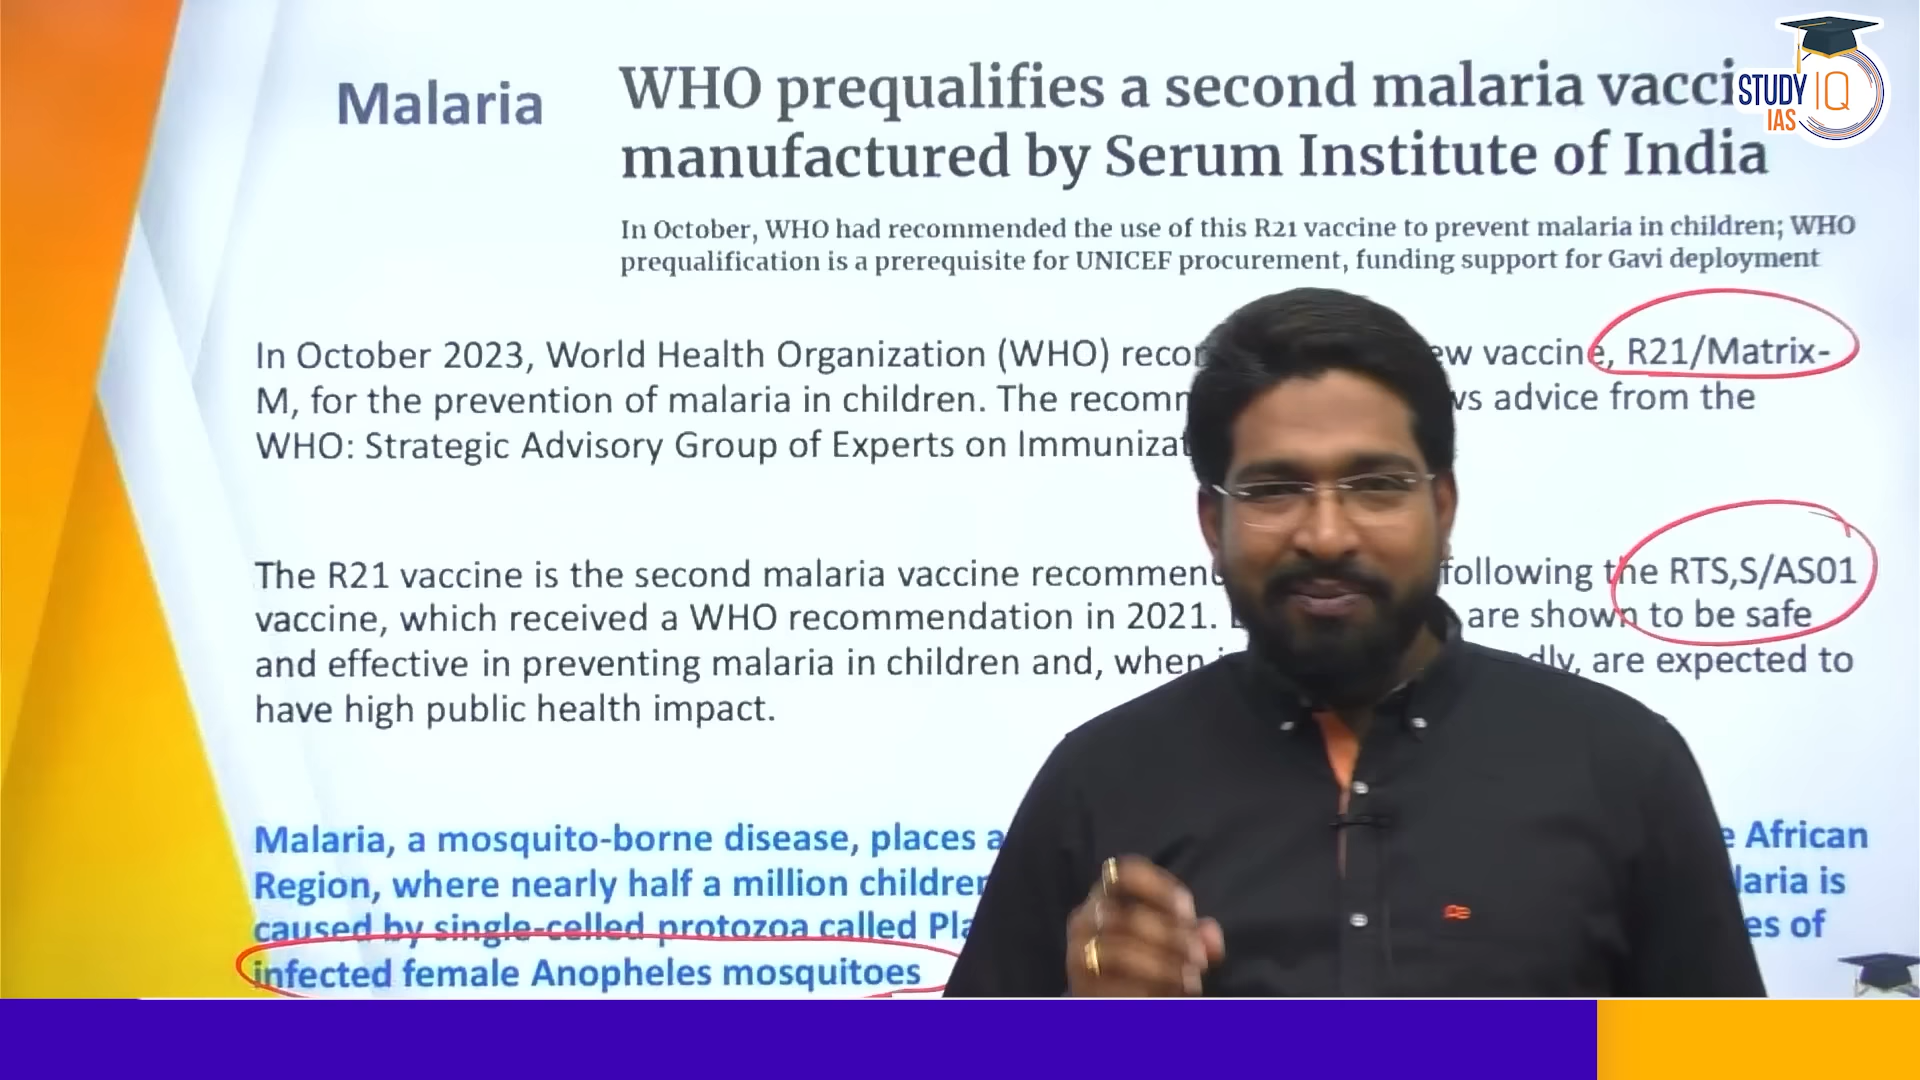 Malaria
WHO prequalifies a second malaria vacci
manufactured by Serum Institute of India
STUDY IQ
IAS
In October, WHO had recommended the use of this R21 vaccine to prevent malaria in children; WHO
prequalification is a prerequisite for UNICEF procurement, funding support for Gavi deployment
In October 2023, World Health Organization (WHO) recor ew vaccine, R21/Matrix-
M, for the prevention of malaria in children. The recomm ws advice from the
WHO: Strategic Advisory Group of Experts on Immunizat
The R21 vaccine is the second malaria vaccine recommend following the RTS,S/AS01
vaccine, which received a WHO recommendation in 2021. are shown to be safe
and effective in preventing malaria in children and, when dly, are expected to
have high public health impact.
Malaria, a mosquito-borne disease, places a e African
Region, where nearly half a million children laria is
caused by single-celled protozoa called Pla es of
infected female Anopheles mosquitoes